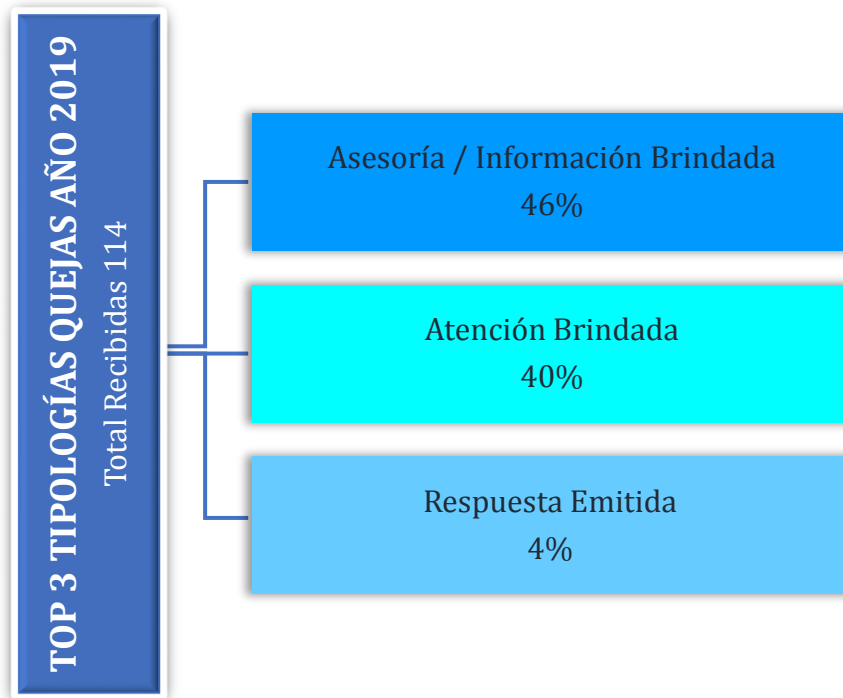 TOP 3 TIPOLOGÍAS QUEJAS AÑO 2019
Total Recibidas 114
Asesoría / Información Brindada
46%
Atención Brindada
40%
Respuesta Emitida
4%